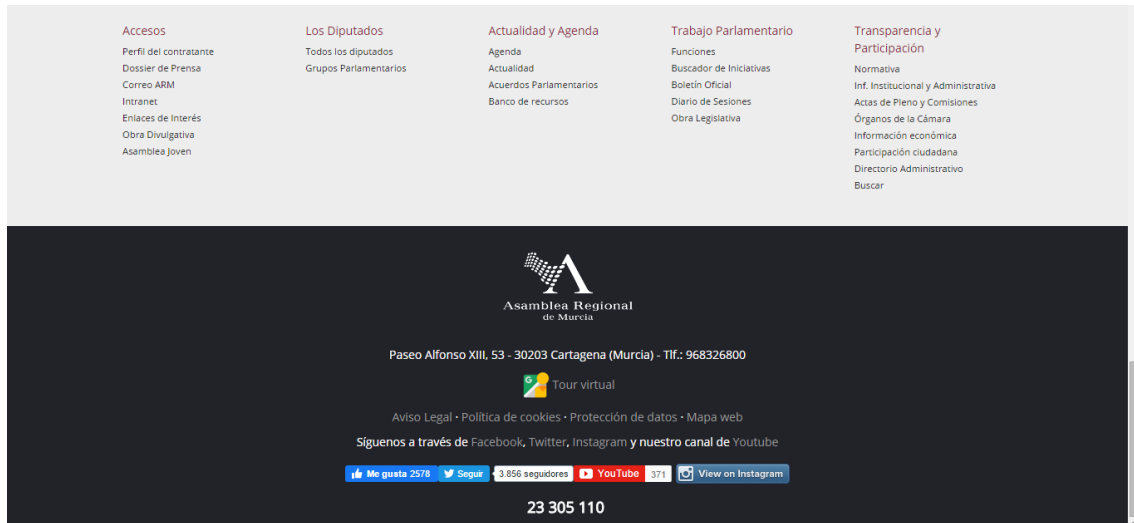 Accesos
Perfil del contratante
Dossier de Prensa
Correo ARM
Intranet
Enlaces de Interés
Obra Divulgativa
Asamblea Joven
Los Diputados
Todos los diputados
Grupos Parlamentarios
Actualidad y Agenda
Agenda
Actualidad
Acuerdos Parlamentarios
Banco de recursos
Trabajo Parlamentario
Funciones
Buscador de Iniciativas
Boletín Oficial
Diario de Sesiones
Obra Legislativa
Transparencia y
Participación
Normativa
Inf. Institucional y Administrativa
Actas de Pleno y Comisiones
Órganos de la Cámara
Información económica
Participación ciudadana
Directorio Administrativo
Buscar
Asamblea Regional
de Murcia
Paseo Alfonso XIII, 53 - 30203 Cartagena (Murcia) - Tlf.: 968326800
G Tour virtual
Aviso Legal · Política de cookies · Protección de datos · Mapa web
Síguenos a través de Facebook, Twitter, Instagram y nuestro canal de Youtube
Me gusta 2578 Seguir 3.856 seguidores YouTube 371 View on Instagram
23 305 110